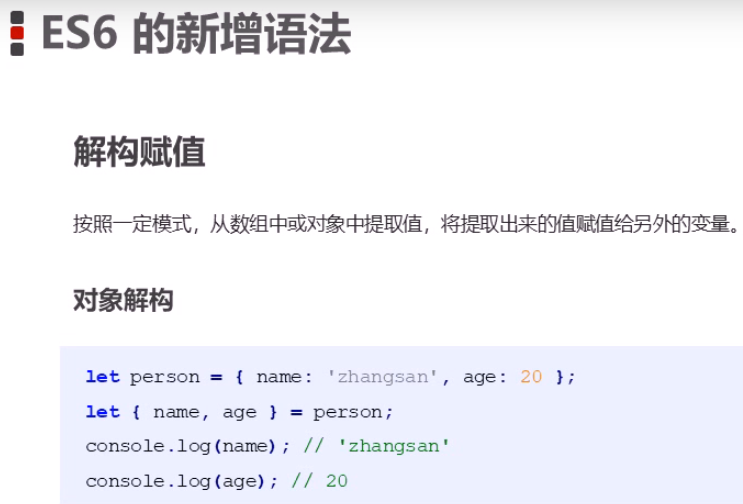 ES6 的新增语法
解构赋值
按照一定模式，从数组中或对象中提取值，将提取出来的值赋值给另外的变量。
对象解构
let person = { name: 'zhangsan', age: 20 };
let { name, age } = person;
console.log(name); // 'zhangsan'
console.log(age); // 20